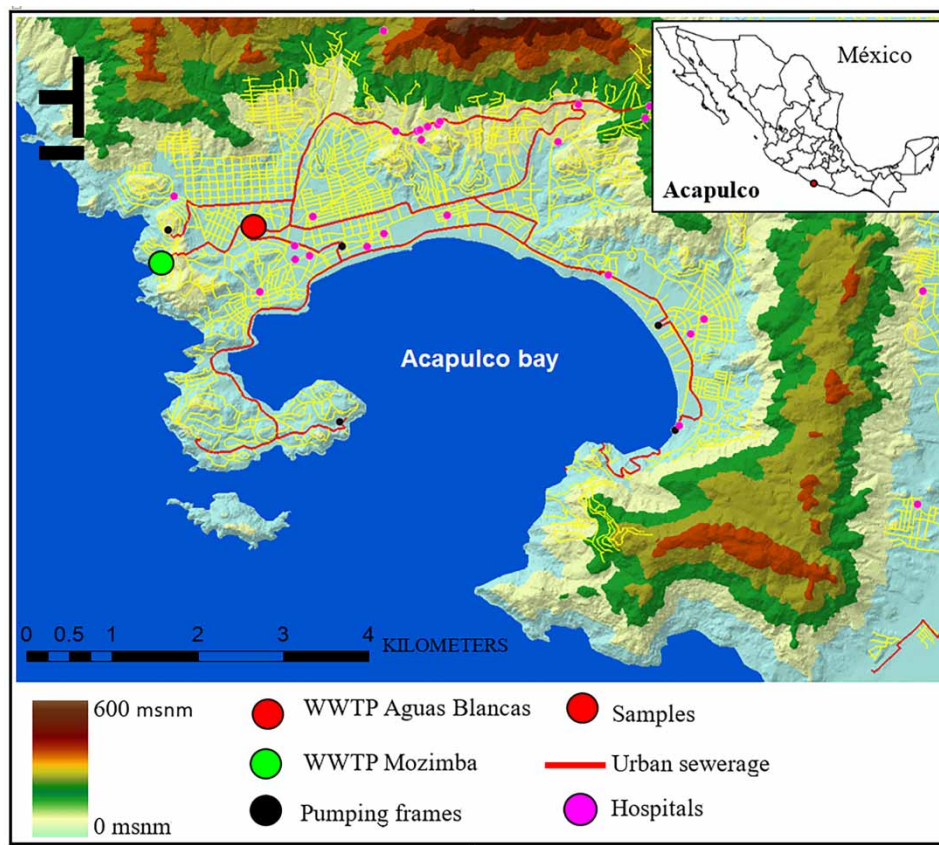 México
Acapulco
Acapulco bay
0 0.5 1 2 3 4
KILOMETERS
600 msnm
0 msnm
WWTP Aguas Blancas
WWTP Mozimba
Pumping frames
Samples
Urban sewerage
Hospitals